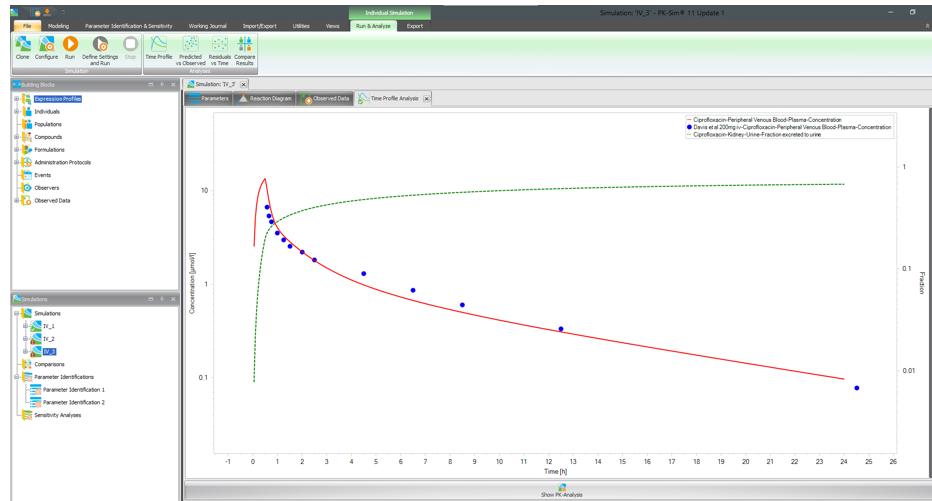 Individual Simulation
Simulation: 'IV_3' - PK-Sim® 11 Update 1
File Modeling Parameter Identification & Sensitivity Working Journal Import/Export Utilities Views Run & Analyze Export
Clone Configure Run Define Settings and Run Stop Time Profile Predicted vs Observed Residuals vs Time Compare Results
Simulation Analyses
Building Blocks
Expression Profiles
Individuals
Populations
Compounds
Formulations
Administration Protocols
Events
Observers
Observed Data
Simulations
Simulations
IV_1
IV_2
IV_3
Comparisons
Parameter Identifications
Parameter Identification 1
Parameter Identification 2
Sensitivity Analyses
Simulation: 'IV_3'
Parameters Reaction Diagram Observed Data Time Profile Analysis
Ciprofloxacin-Peripheral Venous Blood-Plasma-Concentration
Davis et al 200mg iv-Ciprofloxacin-Peripheral Venous Blood-Plasma-Concentration
Ciprofloxacin-Kidney-Urine-Fraction excreted to urine
Concentration [µmol/l]
10
1
0.1
1
0.1
0.01
Fraction
-1 0 1 2 3 4 5 6 7 8 9 10 11 12 13 14 15 16 17 18 19 20 21 22 23 24 25 26
Time [h]
Show PK-Analysis